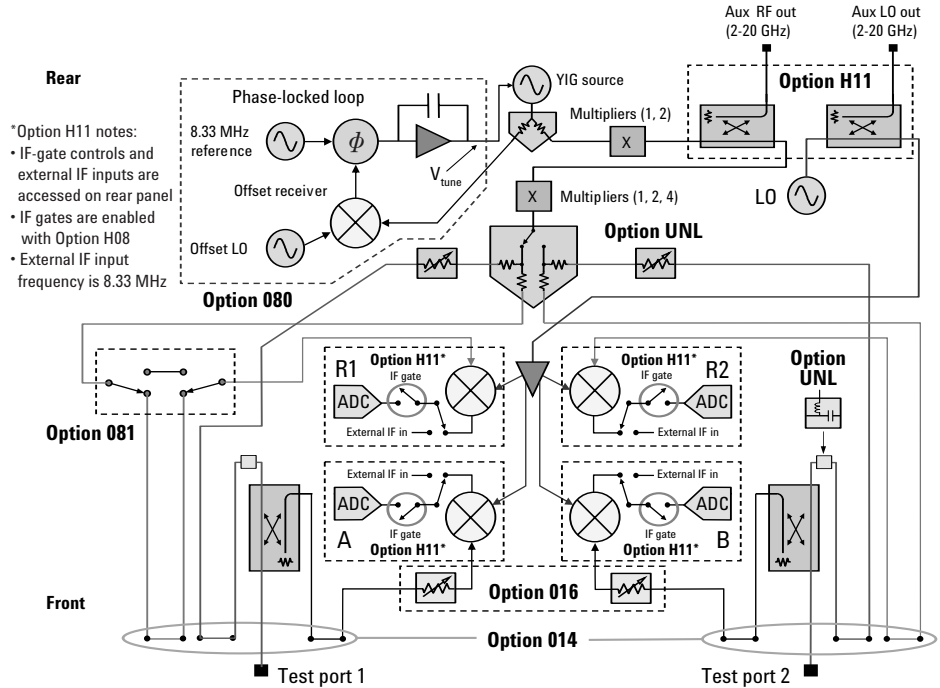 Aux RF out
(2-20 GHz)
Aux LO out
(2-20 GHz)
Rear
Phase-locked loop
YIG source
Option H11
Multipliers (1, 2)
X
*Option H11 notes:
• IF-gate controls and
external IF inputs are
accessed on rear panel
• IF gates are enabled
with Option H08
• External IF input
frequency is 8.33 MHz
8.33 MHz
reference
ϕ
Vtune
Offset receiver
Offset LO
X
Multipliers (1, 2, 4)
LO
Option UNL
Option 080
Option 081
R1
Option H11*
IF gate
ADC
External IF in
Option H11*
R2
IF gate
ADC
External IF in
Option
UNL
External IF in
ADC
IF gate
A
Option H11*
External IF in
ADC
IF gate
Option H11*
B
Option 016
Front
Option 014
Test port 1
Test port 2